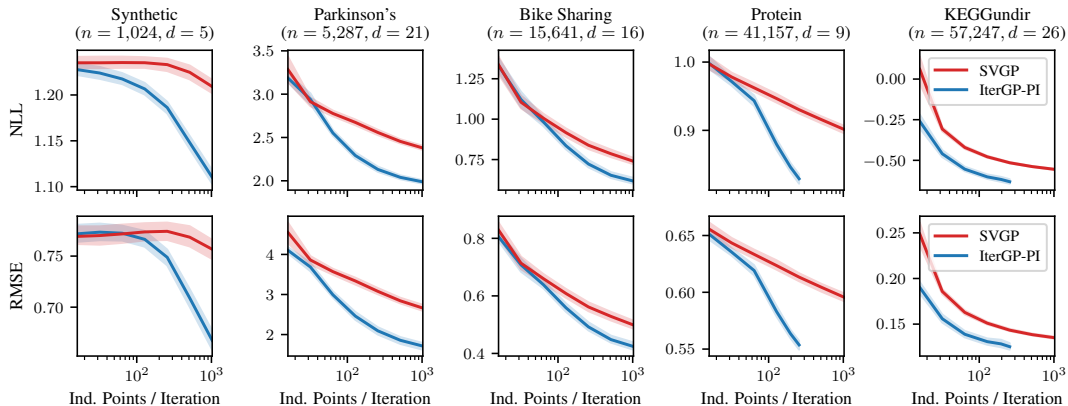 Synthetic
(n = 1,024, d = 5)
Parkinson's
(n = 5,287, d = 21)
Bike Sharing
(n = 15,641, d = 16)
Protein
(n = 41,157, d = 9)
KEGGundir
(n = 57,247, d = 26)
NLL
1.20
1.15
1.10
3.5
3.0
2.5
2.0
1.25
1.00
0.75
1.0
0.9
0.00
−0.25
−0.50
SVGP
IterGP-PI
RMSE
0.75
0.70
4
3
2
0.8
0.6
0.4
0.65
0.60
0.55
0.25
0.20
0.15
SVGP
IterGP-PI
10² 10³
10² 10³
10² 10³
10² 10³
10² 10³
Ind. Points / Iteration
Ind. Points / Iteration
Ind. Points / Iteration
Ind. Points / Iteration
Ind. Points / Iteration